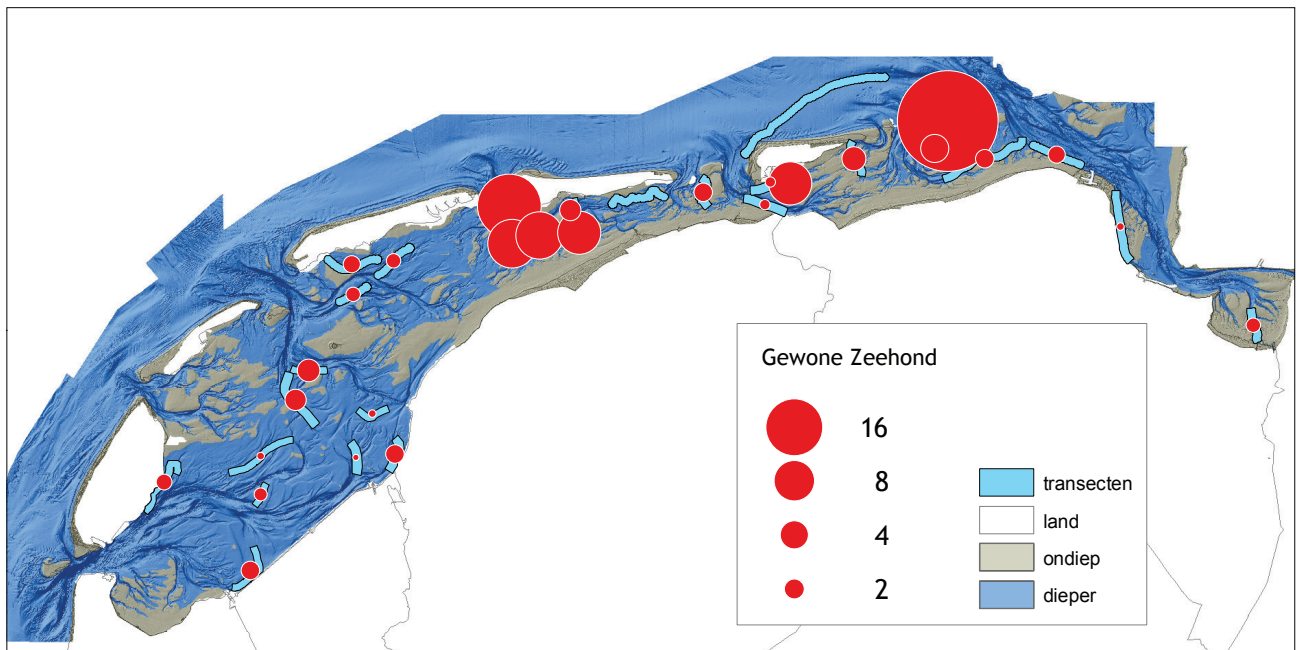 Gewone Zeehond
16
8
4
2
transecten
land
ondiep
dieper